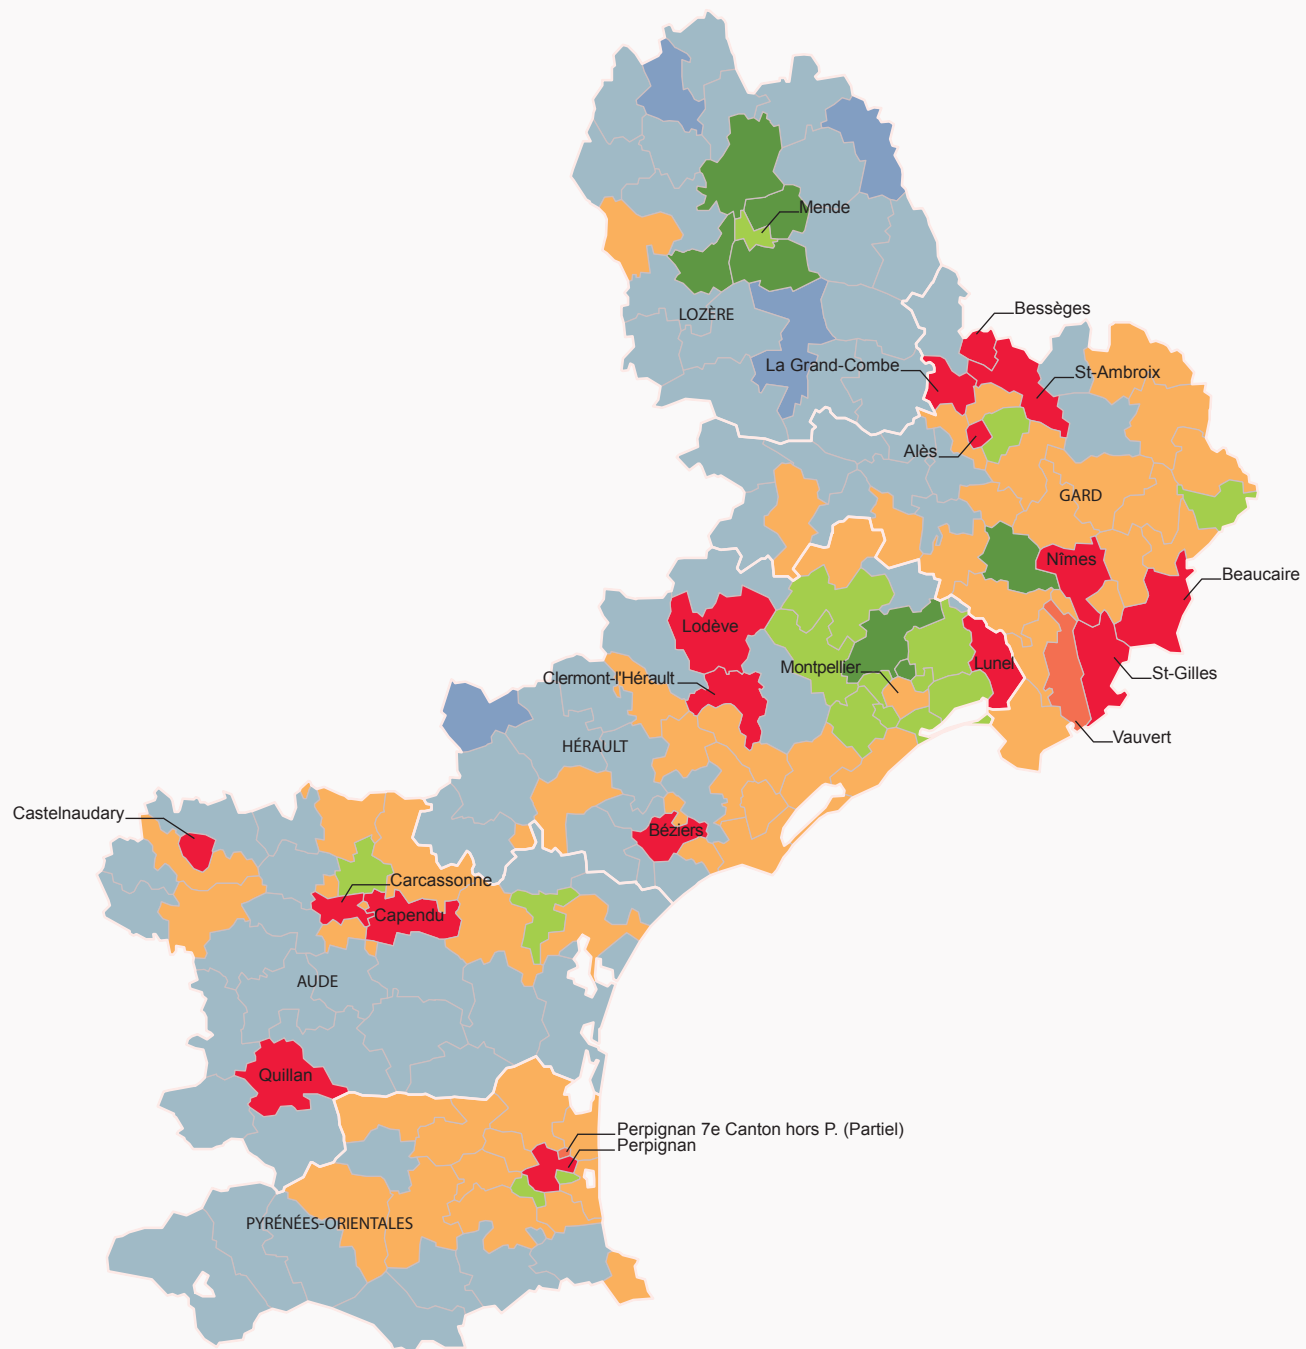 Mende
Bessèges
LOZÈRE
La Grand-Combe
St-Ambroix
Alès
GARD
Nîmes
Beaucaire
Lodève
Montpellier
Lunel
St-Gilles
Clermont-l'Hérault
Vauvert
HÉRAULT
Castelnaudary
Béziers
Carcassonne
Capendu
AUDE
Quillan
Perpignan 7e Canton hors P. (Partiel)
Perpignan
PYRÉNÉES-ORIENTALES